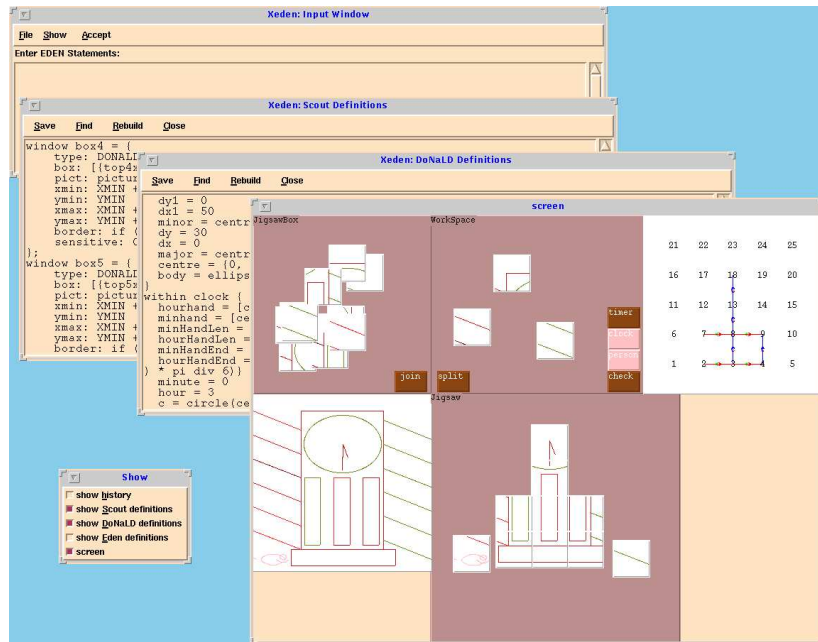 Xeden: Input Window
File Show Accept
Enter EDEN Statements:
Xeden: Scout Definitions
Save Find Rebuild Close
window box4 = {
type: DONALD
box: [{top4x
pict: pictur
xmin: XMIN +
ymin: YMIN
xmax: XMIN +
ymax: YMIN +
border: if (
sensitive: O
};
window box5 = {
type: DONALD
box: [{top5x
pict: pictur
xmin: XMIN +
ymin: YMIN
xmax: XMIN +
ymax: YMIN +
border: if (
Xeden: DoNaLD Definitions
Save Find Rebuild Close
dy1 = 0
dx1 = 50
minor = centr
dy = 30
dx = 0
major = centr
centre = {0,
body = ellips
}
within clock {
hourhand = [c
minhand = [ce
minHandLen =
hourHandLen =
minHandEnd =
hourHandEnd =
) * pi div 6)}
minute = 0
hour = 3
c = circle(ce
screen
JigsawBox
WorkSpace
join
split
timer
clock
person
check
21 22 23 24 25
16 17 18 19 20
11 12 13 14 15
6 7 8 9 10
1 2 3 4 5
Jigsaw
Show
show history
show Scout definitions
show DoNaLD definitions
show Eden definitions
screen